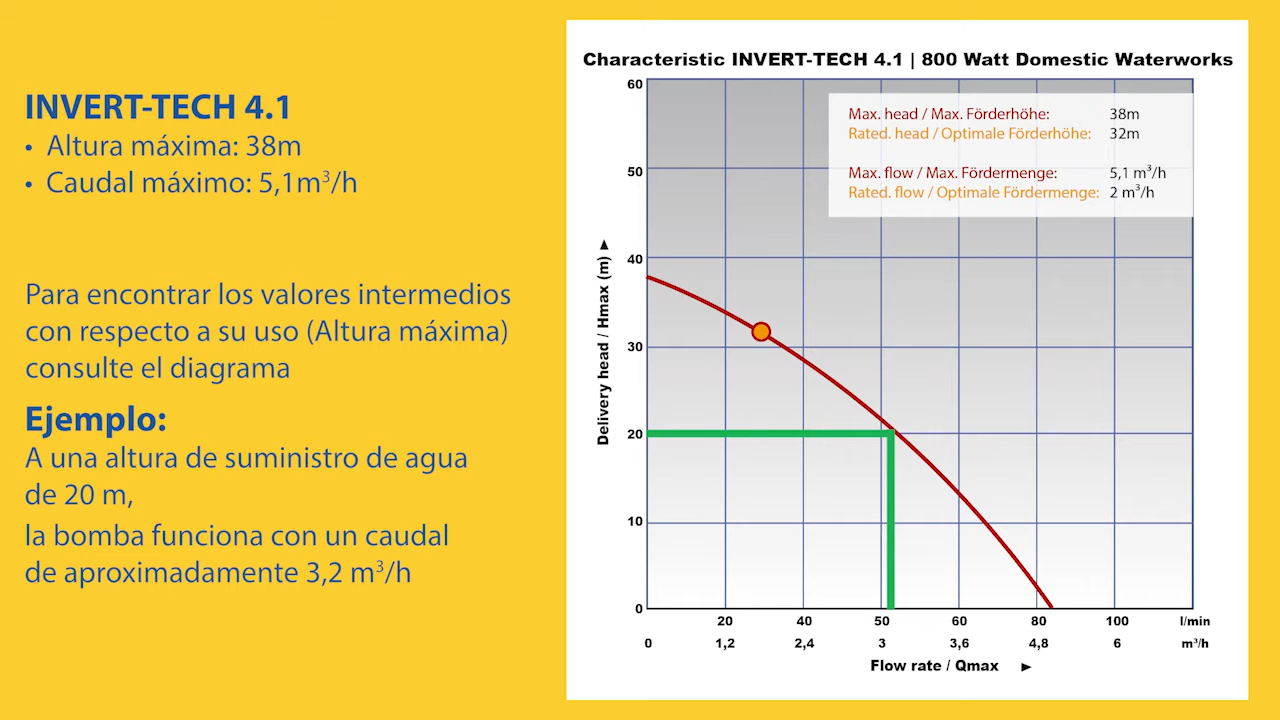 INVERT-TECH 4.1
• Altura máxima: 38m
• Caudal máximo: 5,1m³/h
Para encontrar los valores intermedios
con respecto a su uso (Altura máxima)
consulte el diagrama
Ejemplo:
A una altura de suministro de agua
de 20 m,
la bomba funciona con un caudal
de aproximadamente 3,2 m³/h
Characteristic INVERT-TECH 4.1 | 800 Watt Domestic Waterworks
Max. head / Max. Förderhöhe: 38m
Rated. head / Optimale Förderhöhe: 32m
Max. flow / Max. Fördermenge: 5,1 m³/h
Rated. flow / Optimale Fördermenge: 2 m³/h
Delivery head / Hmax (m) ▲
60
50
40
30
20
10
0
20 40 50 60 80 100 l/min
0 1,2 2,4 3 3,6 4,8 6 m³/h
Flow rate / Qmax ►